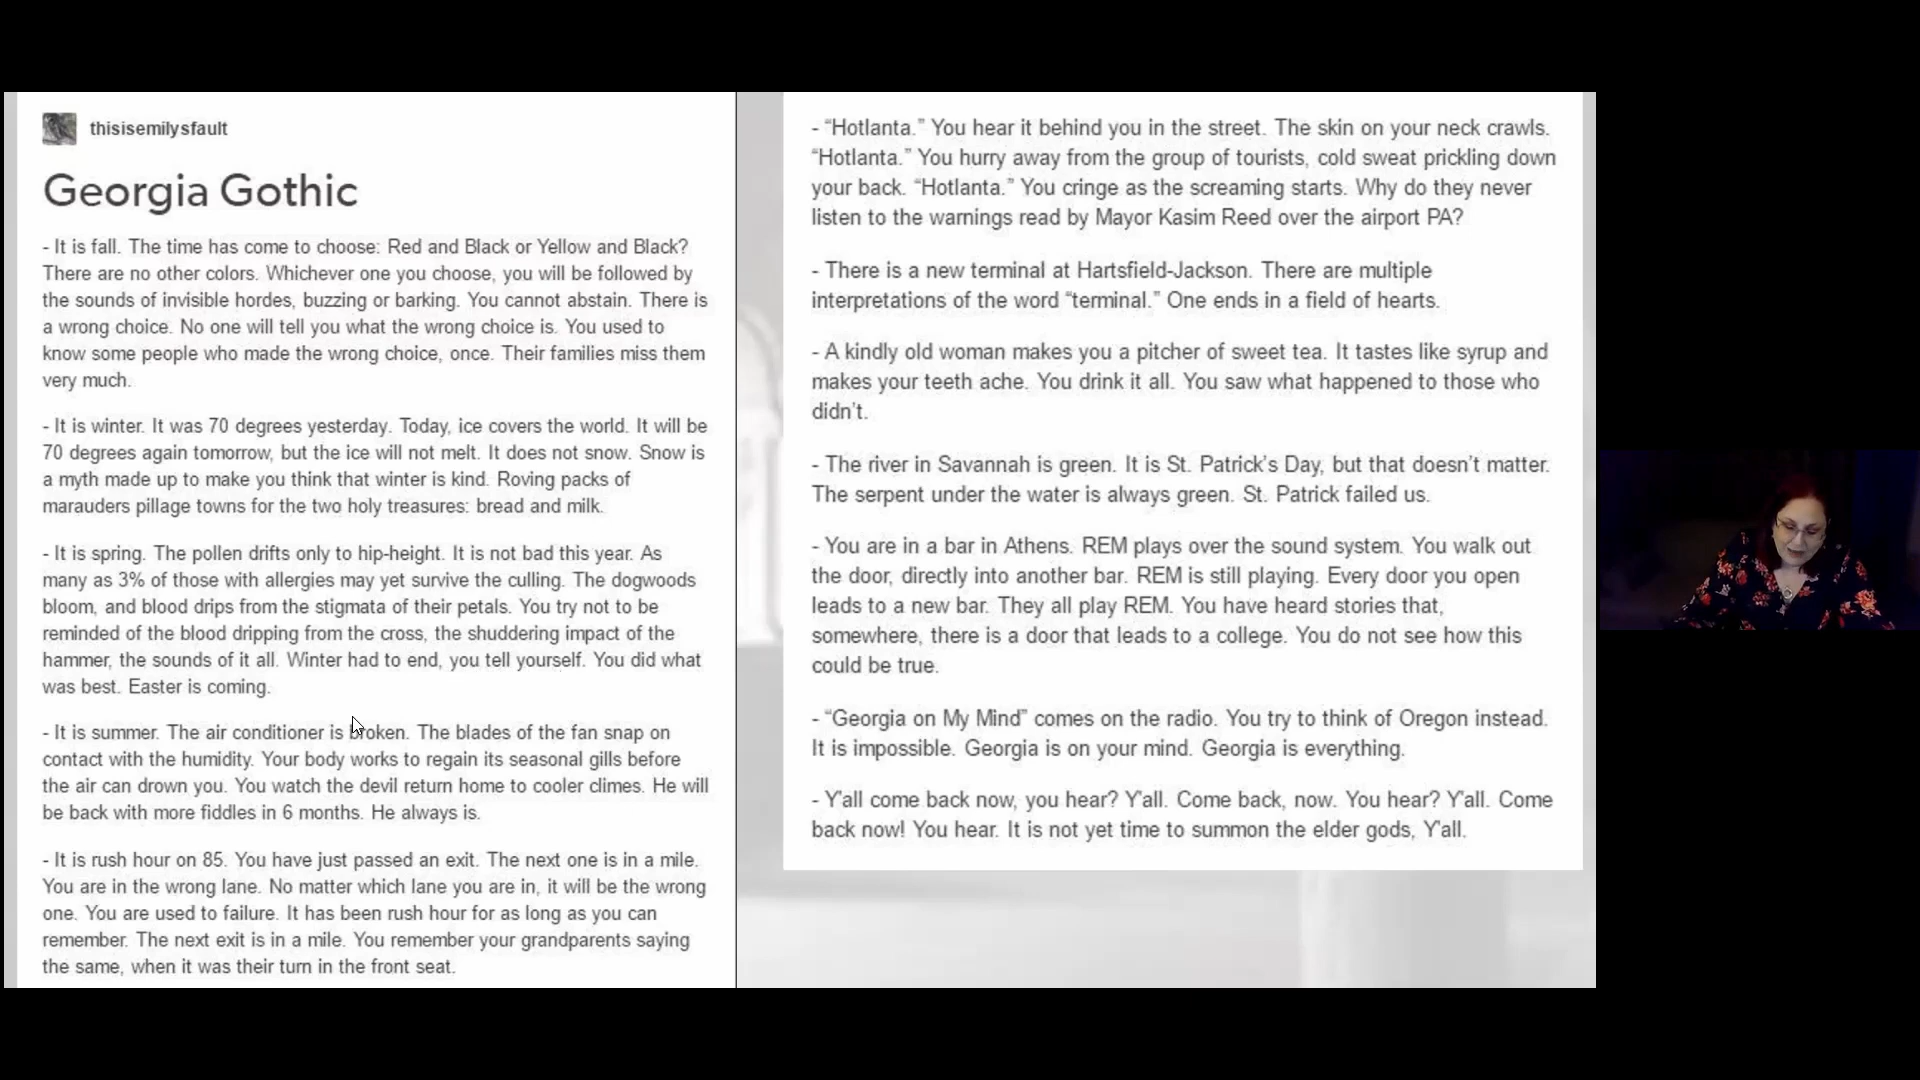 thisisemilysfault
Georgia Gothic
- It is fall. The time has come to choose: Red and Black or Yellow and Black?
There are no other colors. Whichever one you choose, you will be followed by
the sounds of invisible hordes, buzzing or barking. You cannot abstain. There is
a wrong choice. No one will tell you what the wrong choice is. You used to
know some people who made the wrong choice, once. Their families miss them
very much.
- It is winter. It was 70 degrees yesterday. Today, ice covers the world. It will be
70 degrees again tomorrow, but the ice will not melt. It does not snow. Snow is
a myth made up to make you think that winter is kind. Roving packs of
marauders pillage towns for the two holy treasures: bread and milk.
- It is spring. The pollen drifts only to hip-height. It is not bad this year. As
many as 3% of those with allergies may yet survive the culling. The dogwoods
bloom, and blood drips from the stigmata of their petals. You try not to be
reminded of the blood dripping from the cross, the shuddering impact of the
hammer, the sounds of it all. Winter had to end, you tell yourself. You did what
was best. Easter is coming.
- It is summer. The air conditioner is broken. The blades of the fan snap on
contact with the humidity. Your body works to regain its seasonal gills before
the air can drown you. You watch the devil return home to cooler climes. He will
be back with more fiddles in 6 months. He always is.
- It is rush hour on 85. You have just passed an exit. The next one is in a mile.
You are in the wrong lane. No matter which lane you are in, it will be the wrong
one. You are used to failure. It has been rush hour for as long as you can
remember. The next exit is in a mile. You remember your grandparents saying
the same, when it was their turn in the front seat.
- “Hotlanta.” You hear it behind you in the street. The skin on your neck crawls.
“Hotlanta.” You hurry away from the group of tourists, cold sweat prickling down
your back. “Hotlanta.” You cringe as the screaming starts. Why do they never
listen to the warnings read by Mayor Kasim Reed over the airport PA?
- There is a new terminal at Hartsfield-Jackson. There are multiple
interpretations of the word “terminal.” One ends in a field of hearts.
- A kindly old woman makes you a pitcher of sweet tea. It tastes like syrup and
makes your teeth ache. You drink it all. You saw what happened to those who
didn’t.
- The river in Savannah is green. It is St. Patrick’s Day, but that doesn’t matter.
The serpent under the water is always green. St. Patrick failed us.
- You are in a bar in Athens. REM plays over the sound system. You walk out
the door, directly into another bar. REM is still playing. Every door you open
leads to a new bar. They all play REM. You have heard stories that,
somewhere, there is a door that leads to a college. You do not see how this
could be true.
- “Georgia on My Mind” comes on the radio. You try to think of Oregon instead.
It is impossible. Georgia is on your mind. Georgia is everything.
- Y’all come back now, you hear? Y’all. Come back, now. You hear? Y’all. Come
back now! You hear. It is not yet time to summon the elder gods, Y’all.